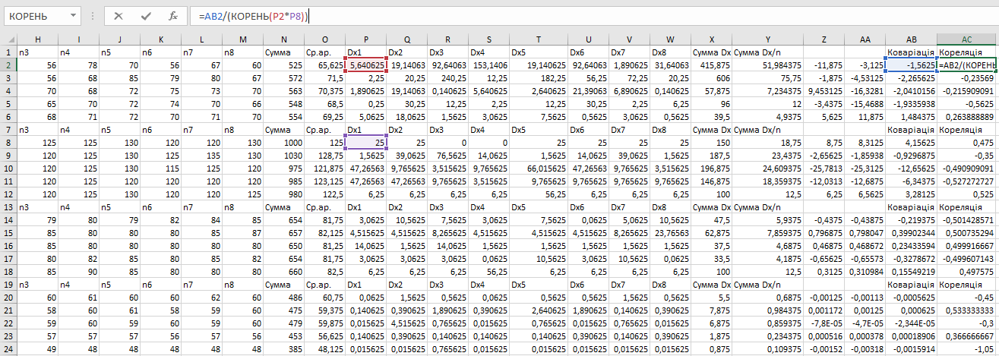 КОРЕНЬ =AB2/(КОРЕНЬ(P2*P8))
H I J K L M N O P Q R S T U V W X Y Z AA AB AC
1 n3 n4 n5 n6 n7 n8 Сумма Ср.ар. Dx1 Dx2 Dx3 Dx4 Dx5 Dx6 Dx7 Dx8 Сумма Dx Сумма Dx/n Коваріація Кореляція
2 56 78 70 56 67 60 525 65,625 5,640625 19,14063 92,64063 153,1406 19,140625 92,64063 1,890625 31,64063 415,875 51,984375 -11,875 -3,125 -1,5625 =AB2/(КОРЕНЬ
3 56 68 85 79 80 67 572 71,5 2,25 20,25 240,25 12,25 182,25 56,25 72,25 20,25 606 75,75 -1,875 -4,53125 -2,265625 -0,23569
4 70 68 72 75 73 70 563 70,375 1,890625 19,14063 0,140625 5,640625 2,640625 21,39063 6,890625 0,140625 57,875 7,234375 9,453125 -16,3281 -2,0410156 -0,215909091
5 65 70 72 74 70 66 548 68,5 0,25 30,25 12,25 2,25 12,25 30,25 2,25 6,25 96 12 -3,4375 -15,4688 -1,9335938 -0,5625
6 68 71 72 70 71 70 554 69,25 5,0625 18,0625 1,5625 3,0625 7,5625 0,5625 3,0625 0,5625 39,5 4,9375 5,625 11,875 1,484375 0,263888889
7 n3 n4 n5 n6 n7 n8 Сумма Ср.ар. Dx1 Dx2 Dx3 Dx4 Dx5 Dx6 Dx7 Dx8 Сумма Dx Сумма Dx/n Коваріація Кореляція
8 125 125 130 120 120 130 1000 125 25 25 0 0 25 25 25 25 150 18,75 8,75 8,3125 4,15625 0,475
9 120 125 130 125 135 130 1030 128,75 1,5625 39,0625 76,5625 14,0625 1,5625 14,0625 39,0625 1,5625 187,5 23,4375 -2,65625 -1,85938 -0,9296875 -0,35
10 120 125 130 115 125 120 975 121,875 47,26563 9,765625 3,515625 9,765625 66,015625 47,26563 9,765625 3,515625 196,875 24,609375 -25,7813 -25,3125 -12,65625 -0,490909091
11 120 125 120 120 120 120 985 123,125 47,26563 47,26563 9,765625 3,515625 9,765625 9,765625 9,765625 9,765625 146,875 18,359375 -12,0313 -12,6875 -6,34375 -0,527272727
12 120 125 120 120 120 125 980 122,5 6,25 6,25 6,25 6,25 56,25 6,25 6,25 6,25 100 12,5 6,25 6,5625 3,28125 0,525
13 n3 n4 n5 n6 n7 n8 Сумма Ср.ар. Dx1 Dx2 Dx3 Dx4 Dx5 Dx6 Dx7 Dx8 Сумма Dx Сумма Dx/n Коваріація Кореляція
14 79 80 79 82 84 85 654 81,75 3,0625 10,5625 7,5625 3,0625 7,5625 0,0625 5,0625 10,5625 47,5 5,9375 -0,4375 -0,43875 -0,219375 -0,501428571
15 85 80 80 80 85 87 657 82,125 4,515625 4,515625 8,265625 4,515625 4,515625 4,515625 8,265625 23,76563 62,875 7,859375 0,796875 0,798047 0,39902344 0,500735294
16 85 80 80 80 80 80 650 81,25 14,0625 1,5625 14,0625 1,5625 1,5625 1,5625 1,5625 1,5625 37,5 4,6875 0,46875 0,468672 0,23433594 0,499916667
17 80 82 85 80 82 82 654 81,75 3,0625 3,0625 3,0625 0,0625 10,5625 3,0625 10,5625 0,0625 33,5 4,1875 -0,65625 -0,65573 -0,3278672 -0,499607143
18 85 90 85 80 80 80 660 82,5 6,25 6,25 6,25 56,25 6,25 6,25 6,25 6,25 100 12,5 0,3125 0,310984 0,15549219 0,497575
19 n3 n4 n5 n6 n7 n8 Сумма Ср.ар. Dx1 Dx2 Dx3 Dx4 Dx5 Dx6 Dx7 Dx8 Сумма Dx Сумма Dx/n Коваріація Кореляція
20 60 61 60 60 62 60 486 60,75 0,0625 1,5625 0,5625 0,0625 0,5625 0,5625 1,5625 0,5625 5,5 0,6875 -0,00125 -0,00113 -0,0005625 -0,45
21 58 60 61 58 59 60 475 59,375 0,140625 0,390625 1,890625 0,390625 2,640625 1,890625 0,140625 0,390625 7,875 0,984375 0,001172 0,00125 0,000625 0,533333333
22 59 60 59 60 59 60 479 59,875 0,015625 4,515625 0,765625 0,015625 0,765625 0,015625 0,765625 0,015625 6,875 0,859375 -7,8E-05 -4,7E-05 -2,344E-05 -0,3
23 57 57 56 56 57 56 453 56,625 0,140625 0,390625 0,140625 0,140625 0,140625 0,390625 0,140625 0,390625 1,875 0,234375 0,000516 0,000378 0,00018906 0,366666667
24 49 48 48 48 48 48 385 48,125 0,015625 0,015625 0,765625 0,015625 0,015625 0,015625 0,015625 0,015625 0,875 0,109375 -0,00152 -0,00318 -0,0015914 -1,05